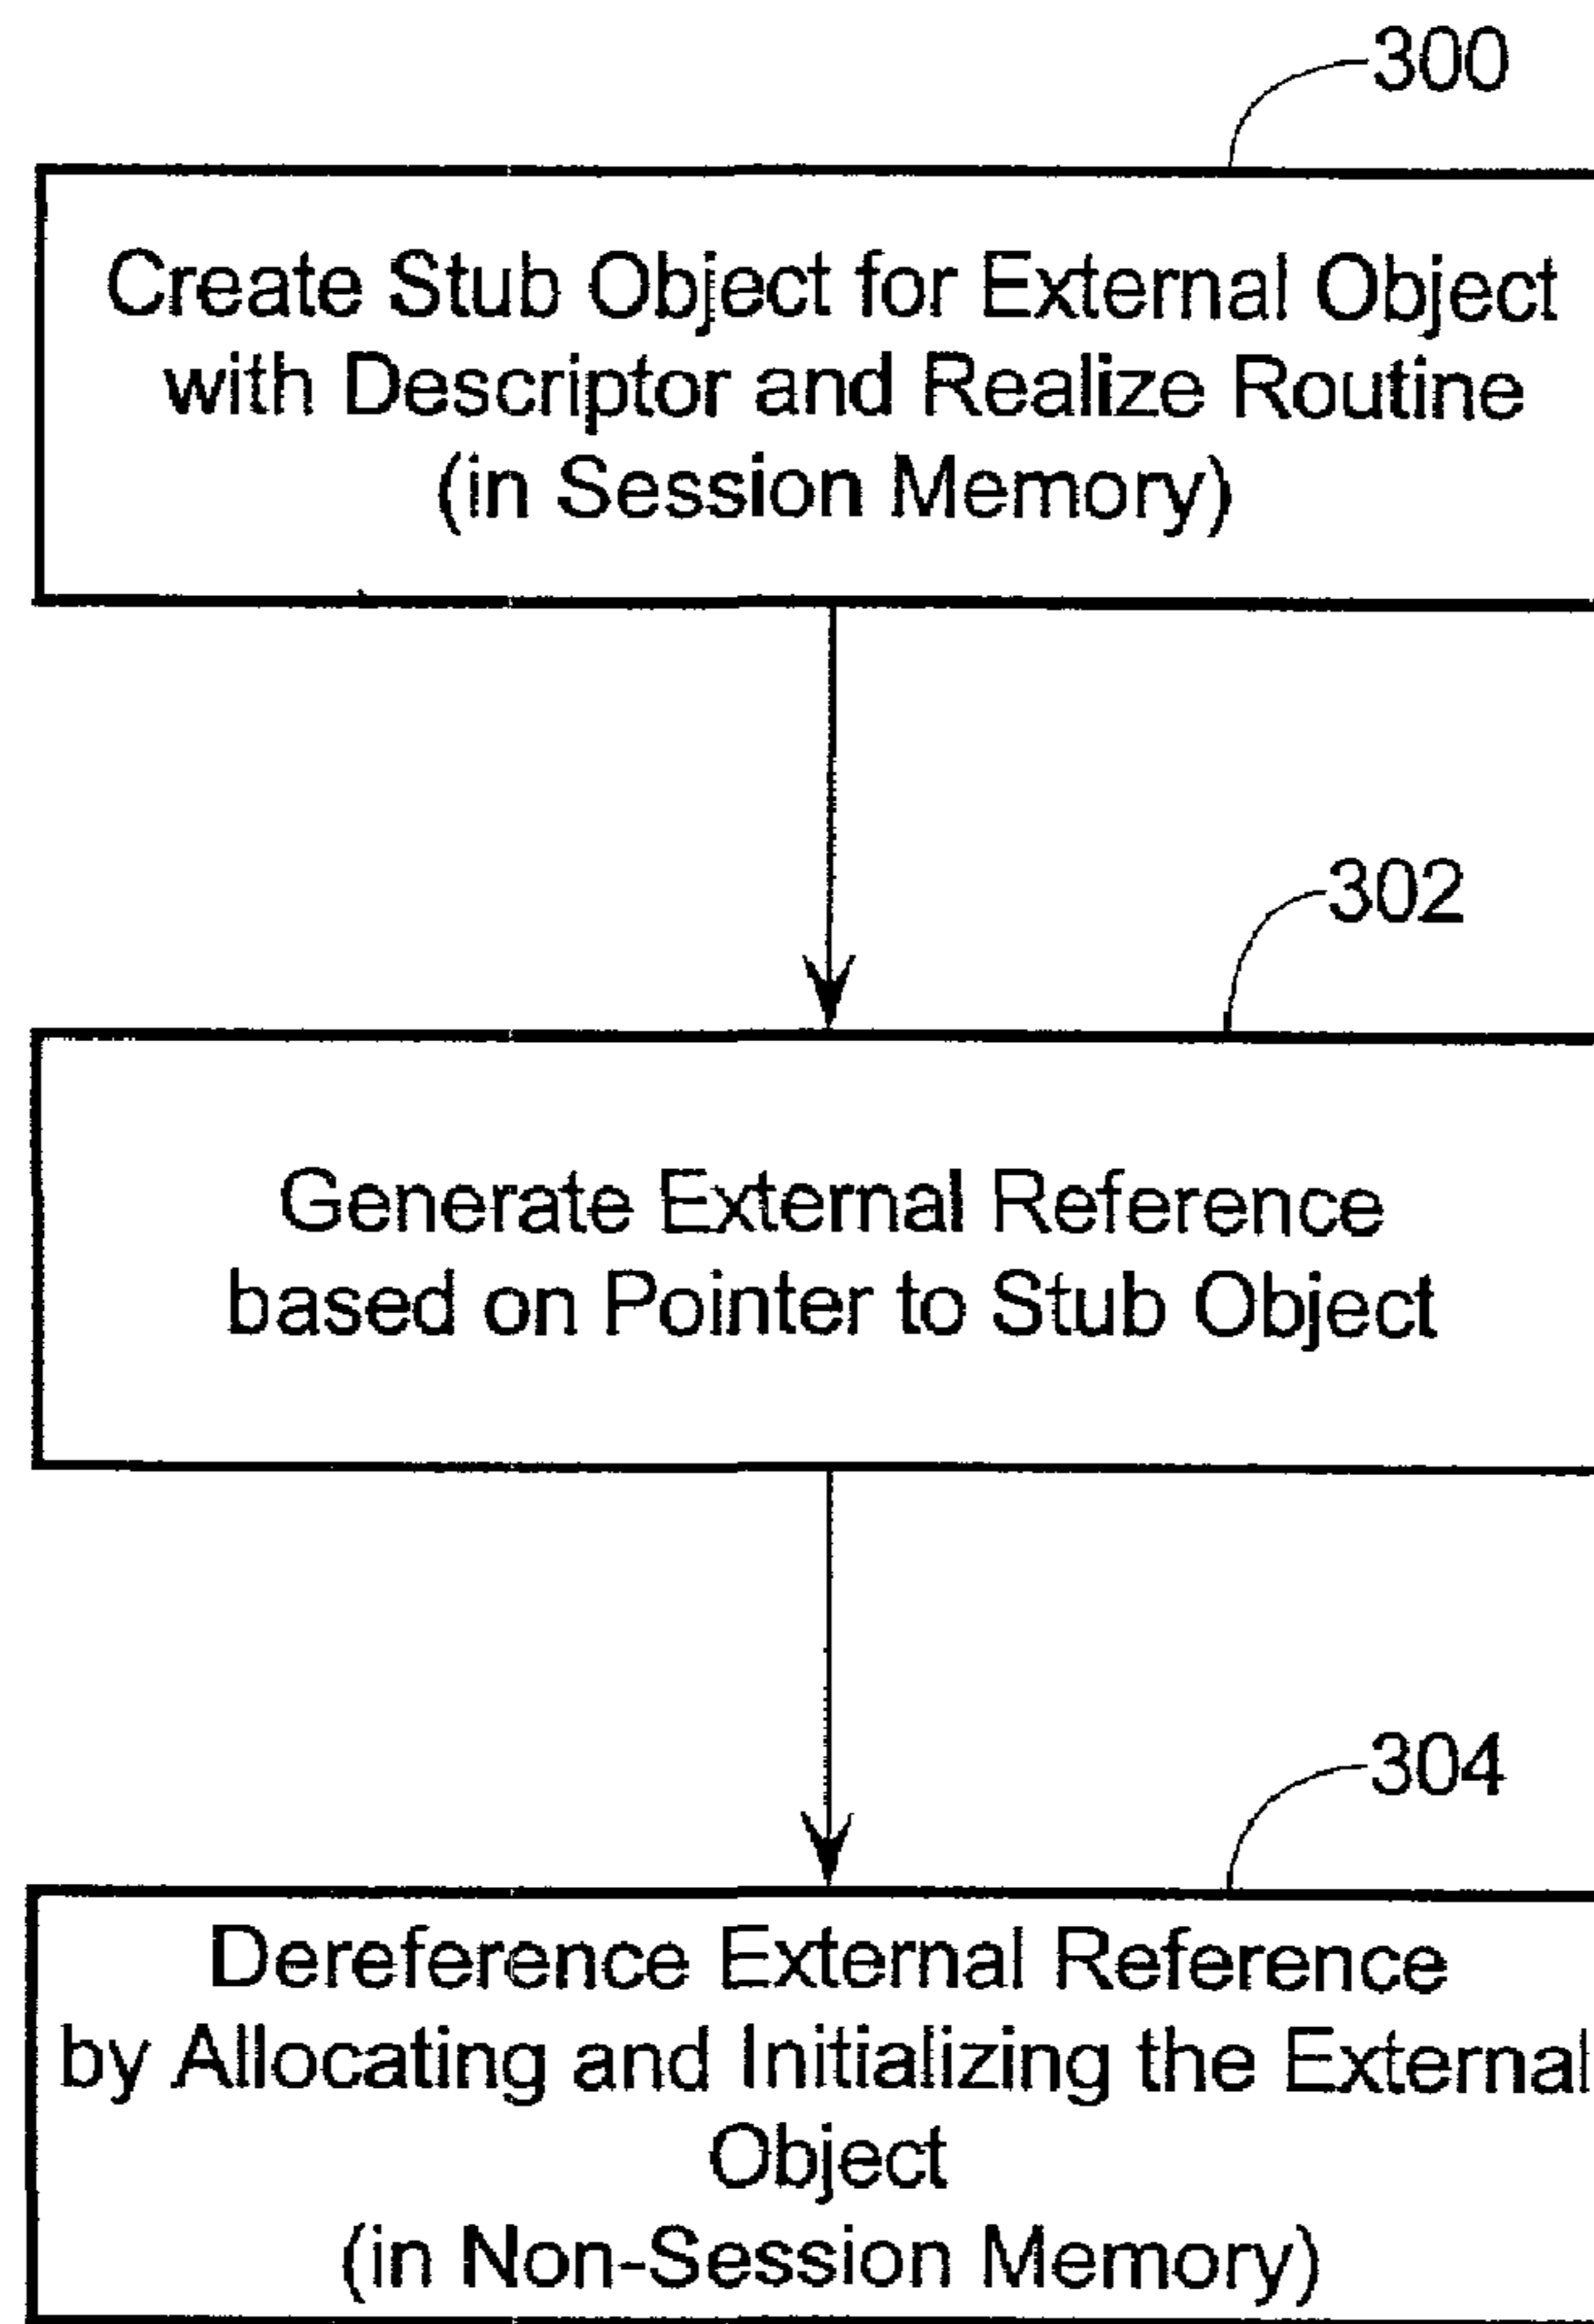 300
Create Stub Object for External Object
with Descriptor and Realize Routine
(in Session Memory)
302
Generate External Reference
based on Pointer to Stub Object
304
Dereference External Reference
by Allocating and Initializing the External
Object
(in Non-Session Memory)